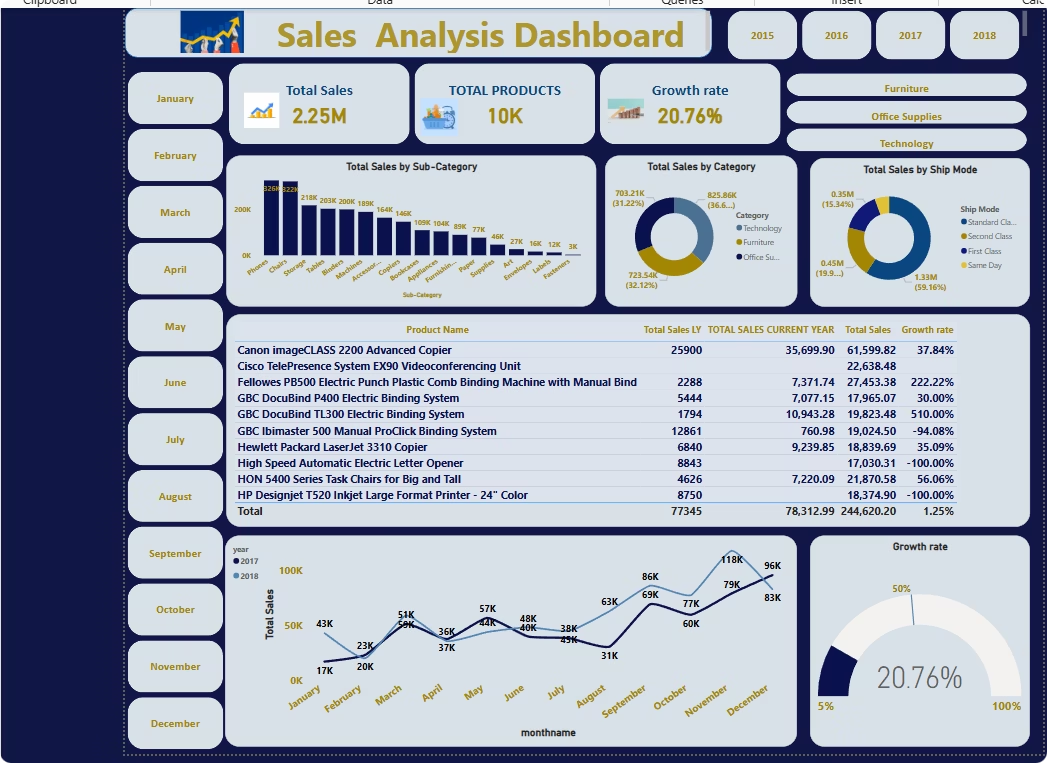 Clipboard Data Queries Insert Calc
Sales Analysis Dashboard
2015 2016 2017 2018
January
February
March
April
May
June
July
August
September
October
November
December
Total Sales
2.25M
TOTAL PRODUCTS
10K
Growth rate
20.76%
Furniture
Office Supplies
Technology
Total Sales by Sub-Category
200K
0K
326K 322K 218K 203K 200K 189K 164K 146K 109K 104K 89K 77K 46K 27K 16K 12K 3K
Phones Chairs Storage Tables Binders Machines Accessor... Copiers Bookcases Appliances Furnishin... Paper Supplies Art Envelopes Labels Fasteners
Sub-Category
Total Sales by Category
703.21K
(31.22%)
825.86K
(36.6...)
723.54K
(32.12%)
Category
Technology
Furniture
Office Su...
Total Sales by Ship Mode
0.35M
(15.34%)
0.45M
(19.9...)
1.33M
(59.16%)
Ship Mode
Standard Cla...
Second Class
First Class
Same Day
Product Name Total Sales LY TOTAL SALES CURRENT YEAR Total Sales Growth rate
Canon imageCLASS 2200 Advanced Copier 25900 35,699.90 61,599.82 37.84%
Cisco TelePresence System EX90 Videoconferencing Unit 22,638.48
Fellowes PB500 Electric Punch Plastic Comb Binding Machine with Manual Bind 2288 7,371.74 27,453.38 222.22%
GBC DocuBind P400 Electric Binding System 5444 7,077.15 17,965.07 30.00%
GBC DocuBind TL300 Electric Binding System 1794 10,943.28 19,823.48 510.00%
GBC Ibimaster 500 Manual ProClick Binding System 12861 760.98 19,024.50 -94.08%
Hewlett Packard LaserJet 3310 Copier 6840 9,239.85 18,839.69 35.09%
High Speed Automatic Electric Letter Opener 8843 17,030.31 -100.00%
HON 5400 Series Task Chairs for Big and Tall 4626 7,220.09 21,870.58 56.06%
HP Designjet T520 Inkjet Large Format Printer - 24" Color 8750 18,374.90 -100.00%
Total 77345 78,312.99 244,620.20 1.25%
year
2017
2018
Total Sales
100K
50K
0K
43K 23K 51K 36K 57K 48K 38K 63K 86K 77K 118K 96K
17K 20K 50K 37K 44K 40K 45K 31K 69K 60K 79K 83K
January February March April May June July August September October November December
monthname
Growth rate
50%
20.76%
5% 100%